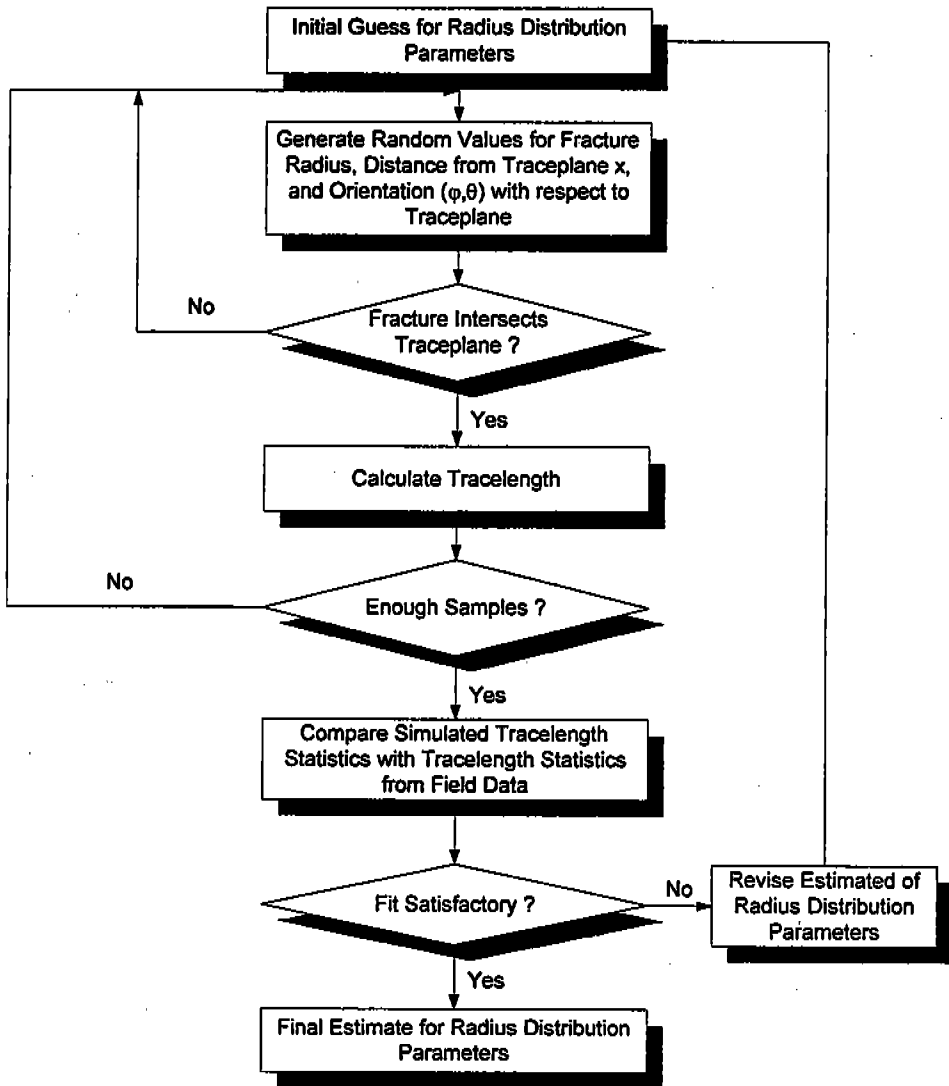 Initial Guess for Radius Distribution
Parameters
Generate Random Values for Fracture
Radius, Distance from Traceplane x,
and Orientation (φ,θ) with respect to
Traceplane
No
Fracture Intersects
Traceplane ?
Yes
Calculate Tracelength
No
Enough Samples ?
Yes
Compare Simulated Tracelength
Statistics with Tracelength Statistics
from Field Data
Fit Satisfactory ?
No
Revise Estimated of
Radius Distribution
Parameters
Yes
Final Estimate for Radius Distribution
Parameters